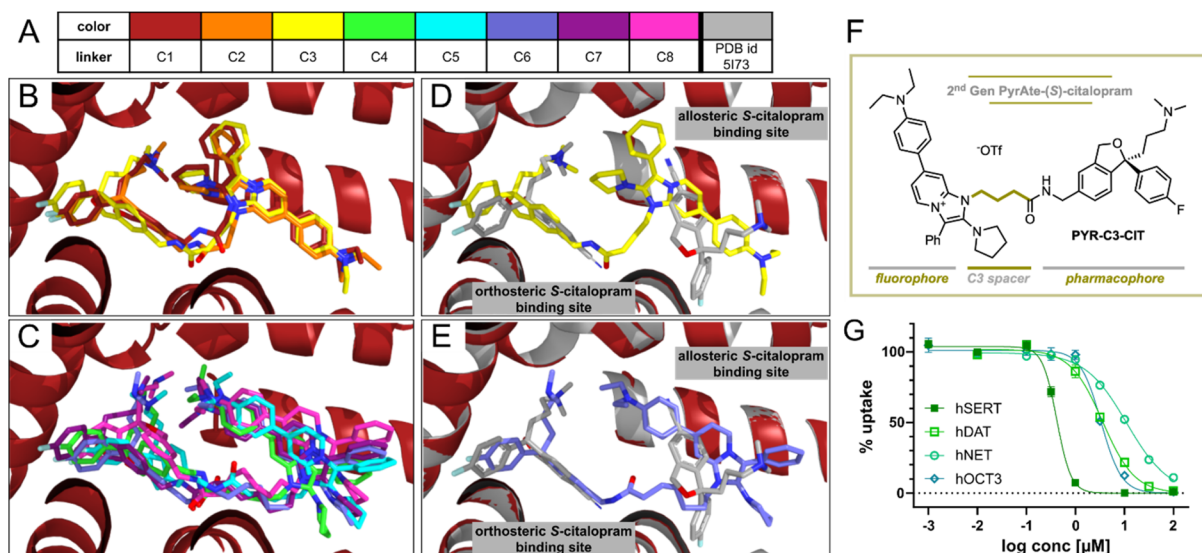 A
color
linker C1 C2 C3 C4 C5 C6 C7 C8 PDB id
5I73
B
C
D
allosteric S-citalopram
binding site
orthosteric S-citalopram
binding site
E
allosteric S-citalopram
binding site
orthosteric S-citalopram
binding site
F
2nd Gen PyrAte-(S)-citalopram
N
N
-OTf
O
N+
N
H
N
O
F
Ph
N
PYR-C3-CIT
fluorophore C3 spacer pharmacophore
G
% uptake
100
50
0
hSERT
hDAT
hNET
hOCT3
-3 -2 -1 0 1 2
log conc [µM]